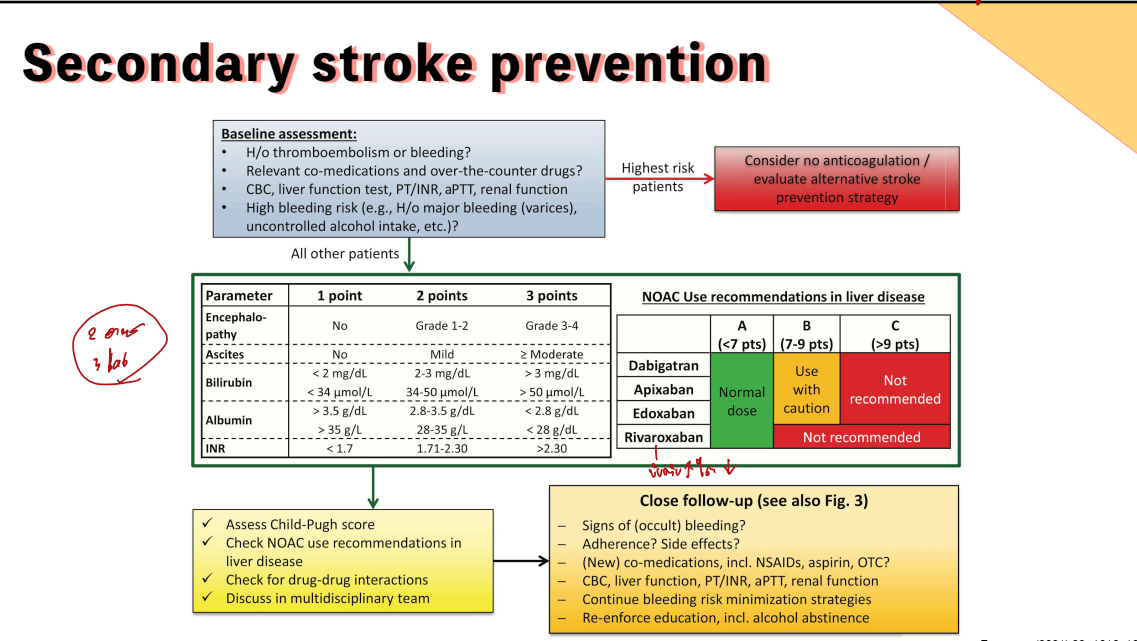 Secondary stroke prevention
Baseline assessment:
• H/o thromboembolism or bleeding?
• Relevant co-medications and over-the-counter drugs?
• CBC, liver function test, PT/INR, aPTT, renal function
• High bleeding risk (e.g., H/o major bleeding (varices),
uncontrolled alcohol intake, etc.)?
Highest risk
patients
Consider no anticoagulation /
evaluate alternative stroke
prevention strategy
All other patients
Parameter 1 point 2 points 3 points
Encephalo-
pathy No Grade 1-2 Grade 3-4
Ascites No Mild ≥ Moderate
Bilirubin < 2 mg/dL 2-3 mg/dL > 3 mg/dL
< 34 µmol/L 34-50 µmol/L > 50 µmol/L
Albumin > 3.5 g/dL 2.8-3.5 g/dL < 2.8 g/dL
> 35 g/L 28-35 g/L < 28 g/dL
INR < 1.7 1.71-2.30 >2.30
NOAC Use recommendations in liver disease
A B C
(<7 pts) (7-9 pts) (>9 pts)
Dabigatran
Apixaban
Edoxaban
Rivaroxaban
Normal
dose
Use
with
caution
Not
recommended
Not recommended
2
3 lab
✓ Assess Child-Pugh score
✓ Check NOAC use recommendations in
liver disease
✓ Check for drug-drug interactions
✓ Discuss in multidisciplinary team
Close follow-up (see also Fig. 3)
– Signs of (occult) bleeding?
– Adherence? Side effects?
– (New) co-medications, incl. NSAIDs, aspirin, OTC?
– CBC, liver function, PT/INR, aPTT, renal function
– Continue bleeding risk minimization strategies
– Re-enforce education, incl. alcohol abstinence